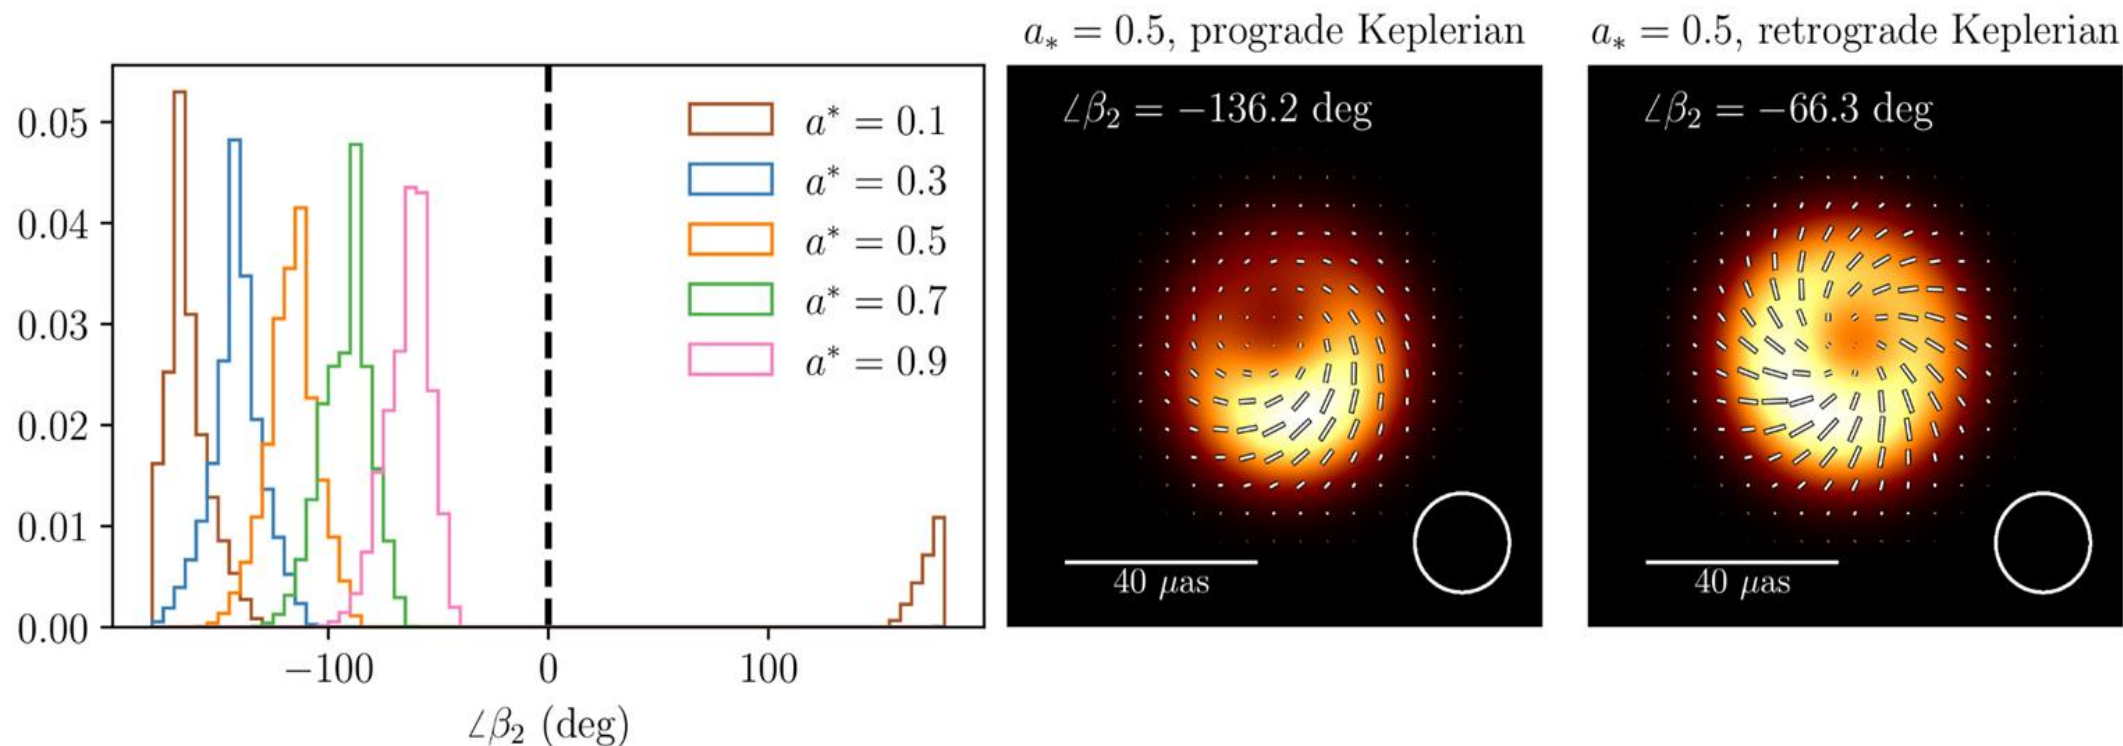 0.05
0.04
0.03
0.02
0.01
0.00
−100
0
100
∠β₂ (deg)
a* = 0.1
a* = 0.3
a* = 0.5
a* = 0.7
a* = 0.9
a∗ = 0.5, prograde Keplerian
∠β₂ = −136.2 deg
40 μas
a∗ = 0.5, retrograde Keplerian
∠β₂ = −66.3 deg
40 μas